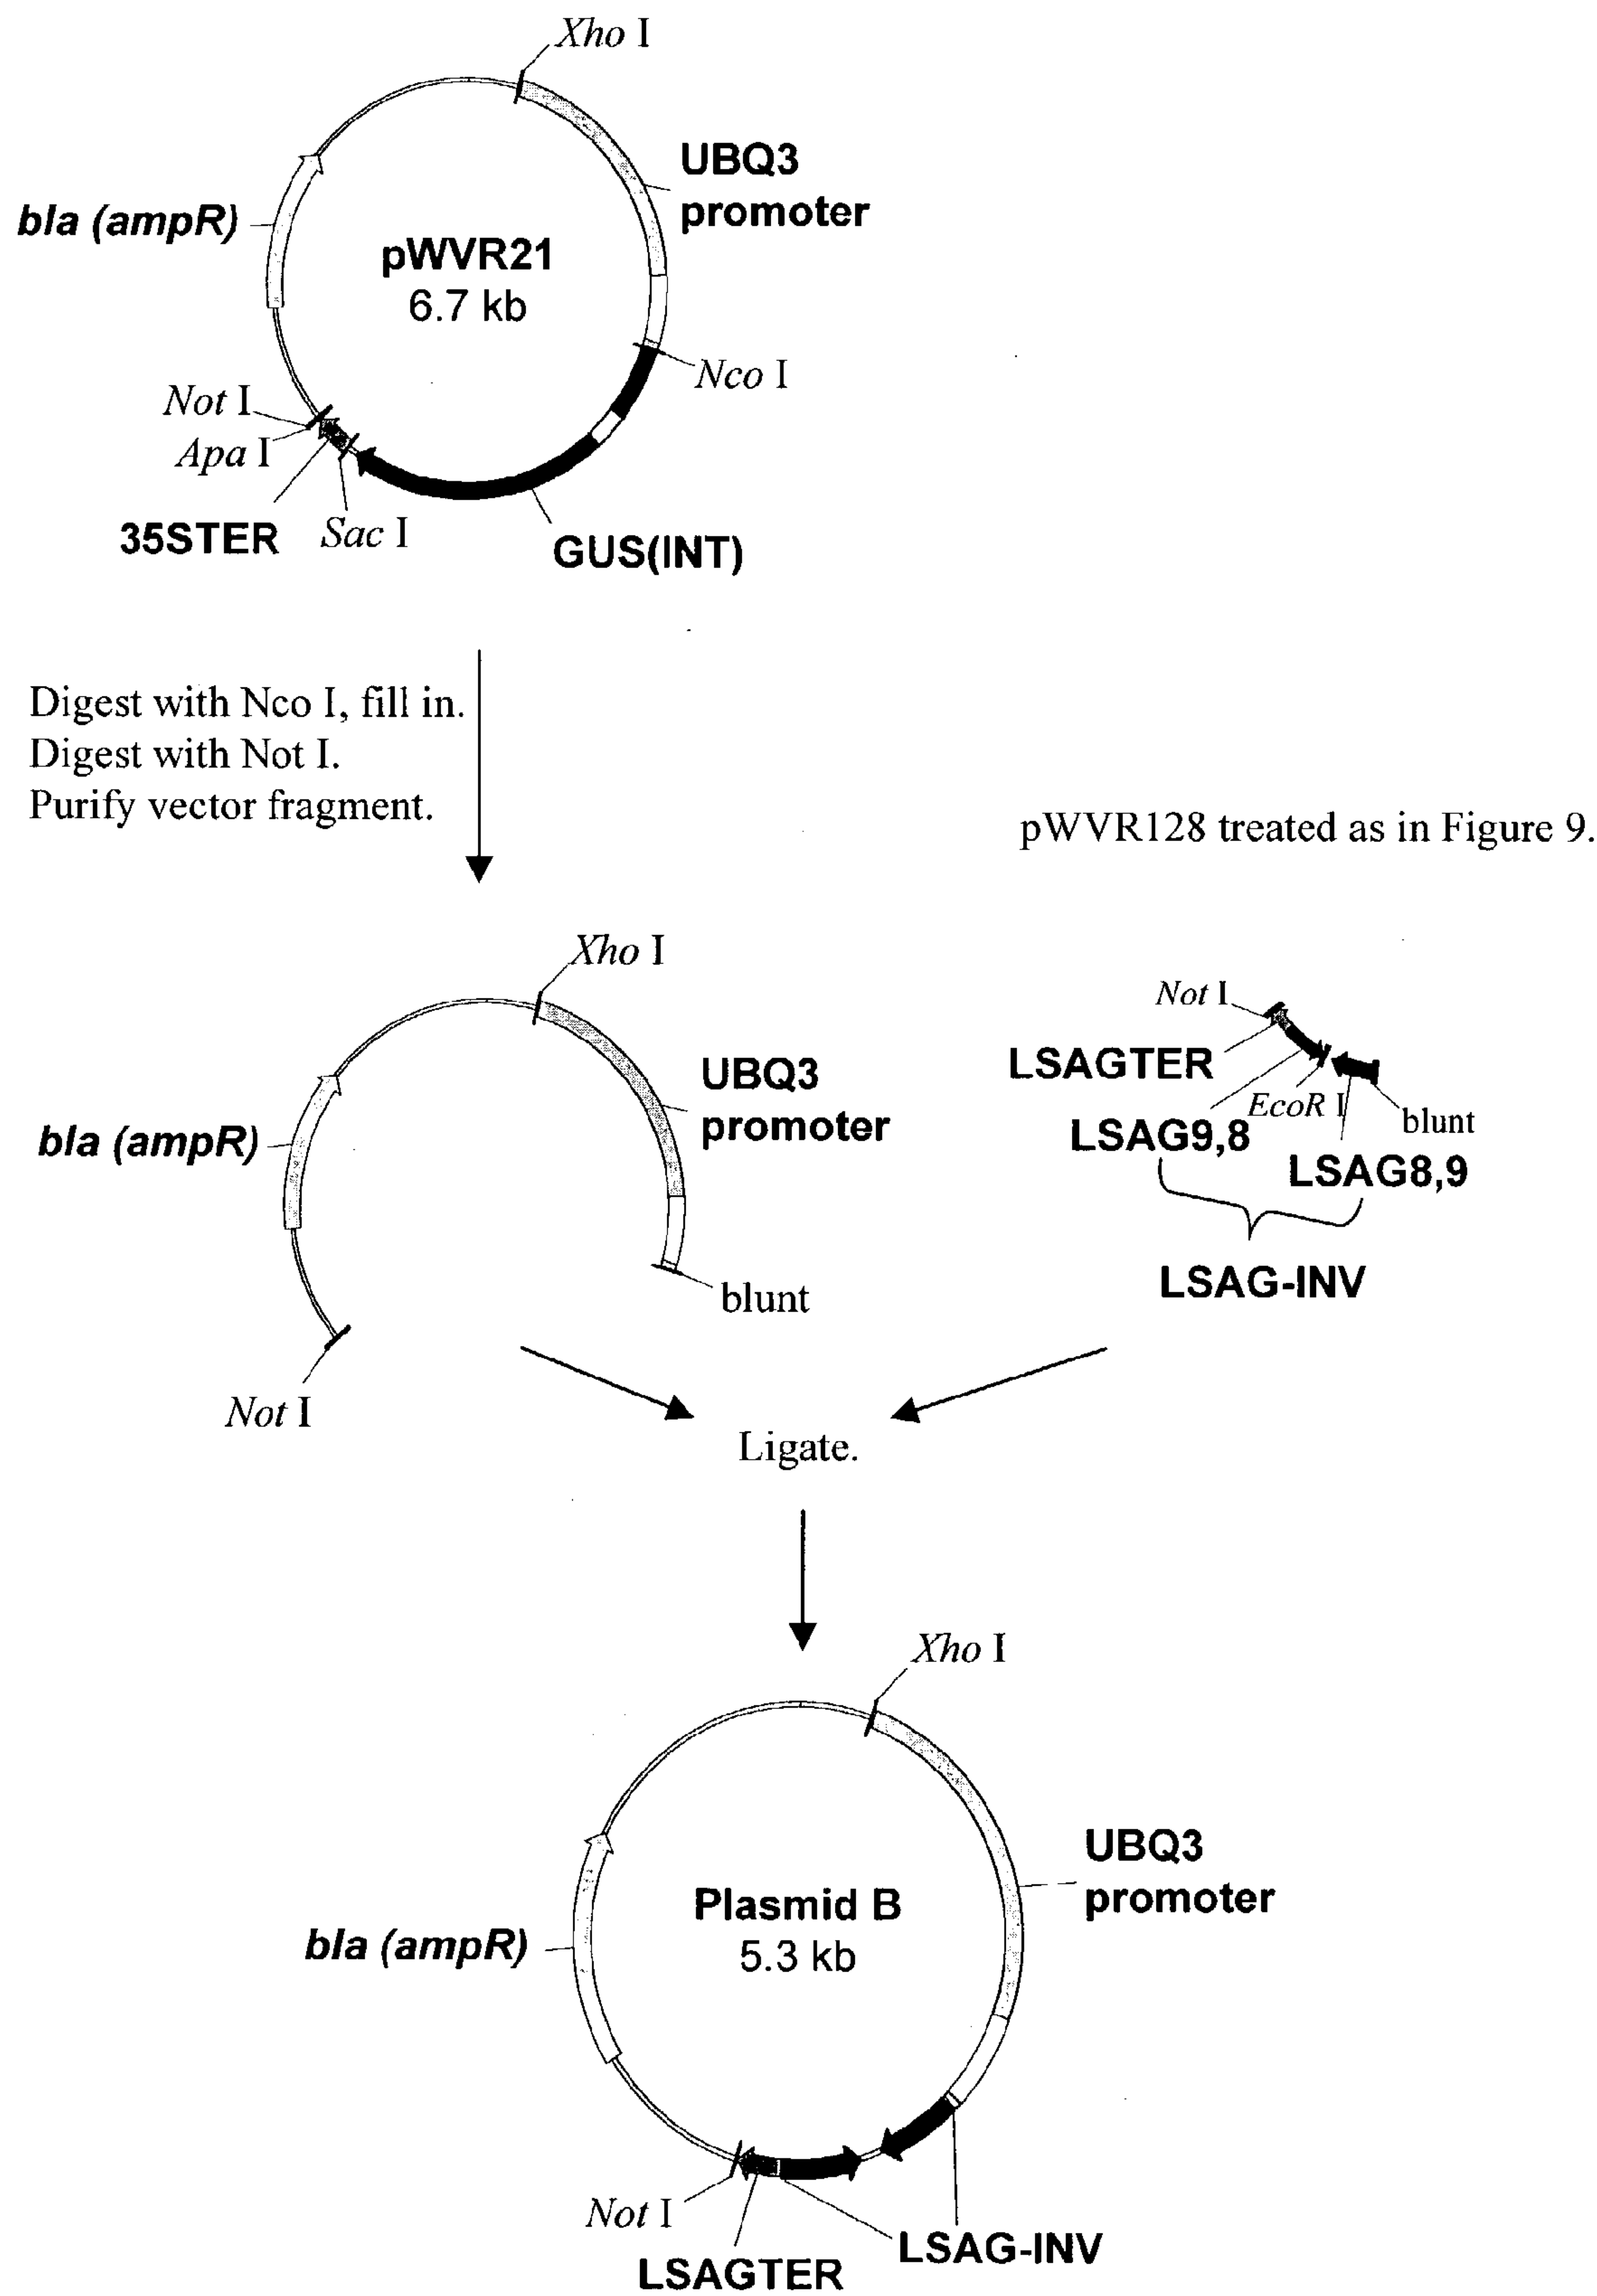 Xho I
UBQ3
promoter
bla (ampR)
pWVR21
6.7 kb
Nco I
Not I
Apa I
35STER
Sac I
GUS(INT)
Digest with Nco I, fill in.
Digest with Not I.
Purify vector fragment.
pWVR128 treated as in Figure 9.
Xho I
UBQ3
promoter
bla (ampR)
blunt
Not I
Not I
LSAGTER
EcoR I
blunt
LSAG9,8
LSAG8,9
LSAG-INV
Ligate.
Xho I
UBQ3
promoter
Plasmid B
5.3 kb
bla (ampR)
Not I
LSAG-INV
LSAGTER